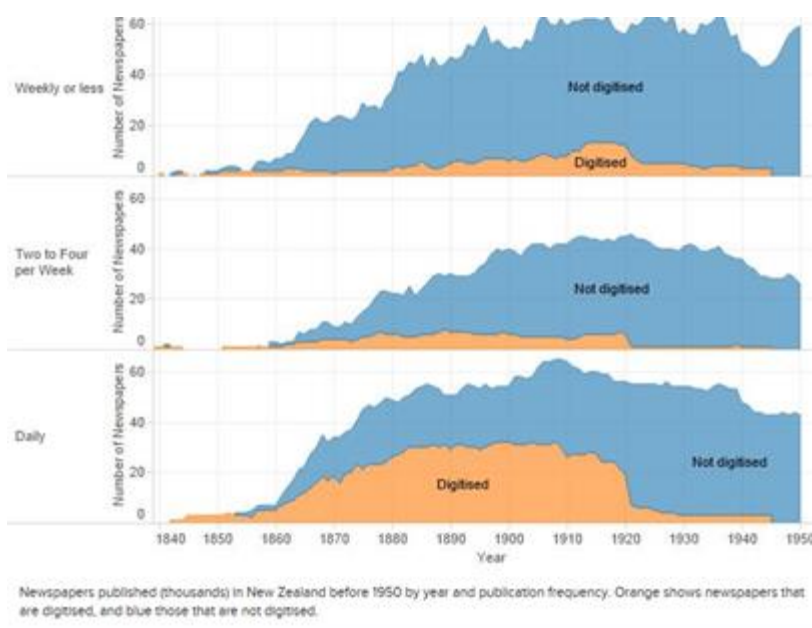 Number of Newspapers
60
40
20
0
Weekly or less
Not digitised
Digitised
Number of Newspapers
60
40
20
0
Two to Four
per Week
Not digitised
Number of Newspapers
60
40
20
0
Daily
Not digitised
Digitised
1840 1850 1860 1870 1880 1890 1900 1910 1920 1930 1940 1950
Year
Newspapers published (thousands) in New Zealand before 1950 by year and publication frequency. Orange shows newspapers that
are digitised, and blue those that are not digitised.